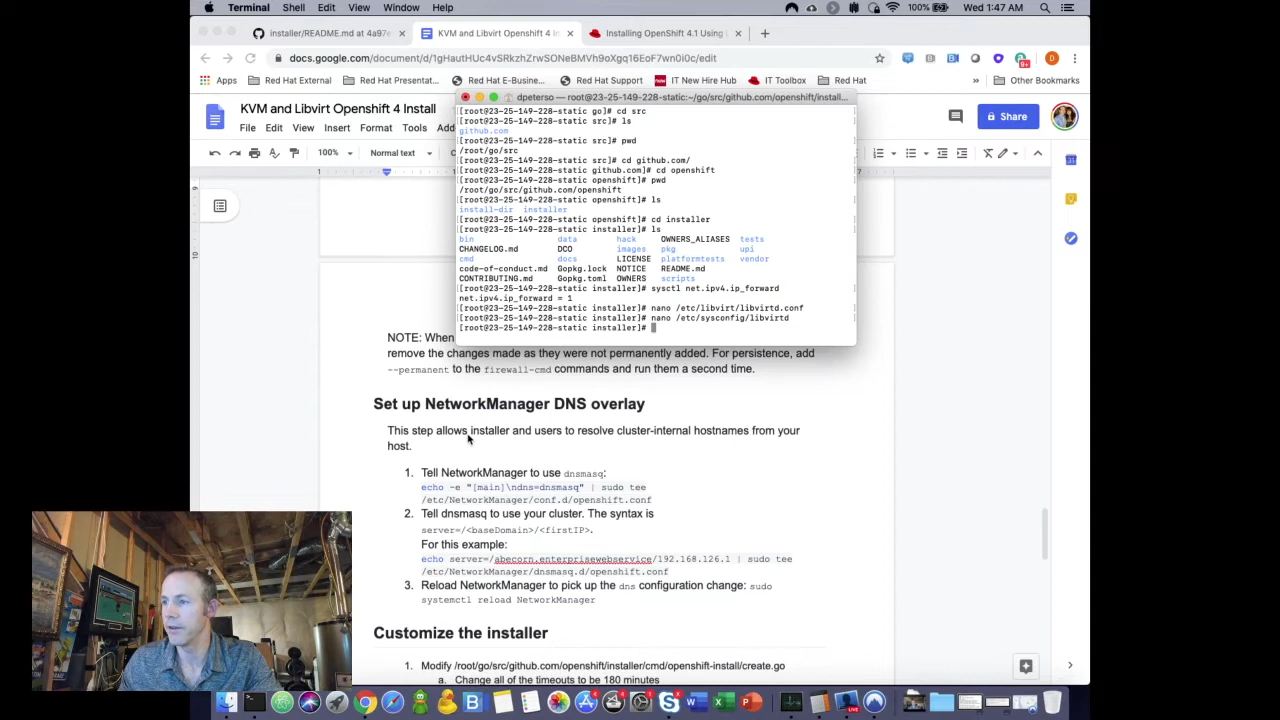 Terminal Shell Edit View Window Help 100% Wed 1:47 AM
installer/README.md at 4a97e KVM and Libvirt Openshift 4 In Installing OpenShift 4.1 Using
docs.google.com/document/d/1gHautHUc4vSRkzhZrwSONeUBMVh9oXgq16EoF7wn0i0c/edit
Apps Red Hat External Red Hat Presentat... Red Hat E-Busine... Red Hat Support IT New Hire Hub IT Toolbox Red Hat » Other Bookmarks
KVM and Libvirt Openshift 4 Install
File Edit View Insert Format Tools Add
Share
100% Normal text
dpeterso — root@23-25-149-228-static:~/go/src/github.com/openshift/install...
[root@23-25-149-228-static go]# cd src
[root@23-25-149-228-static src]# ls
github.com
[root@23-25-149-228-static src]# pwd
/root/go/src
[root@23-25-149-228-static src]# cd github.com/
[root@23-25-149-228-static github.com]# cd openshift
[root@23-25-149-228-static openshift]# pwd
/root/go/src/github.com/openshift
[root@23-25-149-228-static openshift]# ls
install-dir installer
[root@23-25-149-228-static openshift]# cd installer
[root@23-25-149-228-static installer]# ls
bin data hack OWNERS_ALIASES tests
CHANGELOG.md DCO images pkg upi
cmd docs LICENSE platformtests vendor
code-of-conduct.md Gopkg.lock NOTICE README.md
CONTRIBUTING.md Gopkg.toml OWNERS scripts
[root@23-25-149-228-static installer]# sysctl net.ipv4.ip_forward
net.ipv4.ip_forward = 1
[root@23-25-149-228-static installer]# nano /etc/libvirt/libvirtd.conf
[root@23-25-149-228-static installer]# nano /etc/sysconfig/libvirtd
[root@23-25-149-228-static installer]#
NOTE: When
remove the changes made as they were not permanently added. For persistence, add
--permanent to the firewall-cmd commands and run them a second time.
Set up NetworkManager DNS overlay
This step allows installer and users to resolve cluster-internal hostnames from your
host.
1. Tell NetworkManager to use dnsmasq:
echo -e "[main]\ndns=dnsmasq" | sudo tee
/etc/NetworkManager/conf.d/openshift.conf
2. Tell dnsmasq to use your cluster. The syntax is
server=/<baseDomain>/<firstIP>.
For this example:
echo server=/abecorn.enterprisewebservice/192.168.126.1 | sudo tee
/etc/NetworkManager/dnsmasq.d/openshift.conf
3. Reload NetworkManager to pick up the dns configuration change: sudo
systemctl reload NetworkManager
Customize the installer
1. Modify /root/go/src/github.com/openshift/installer/cmd/openshift-install/create.go
a. Change all of the timeouts to be 180 minutes